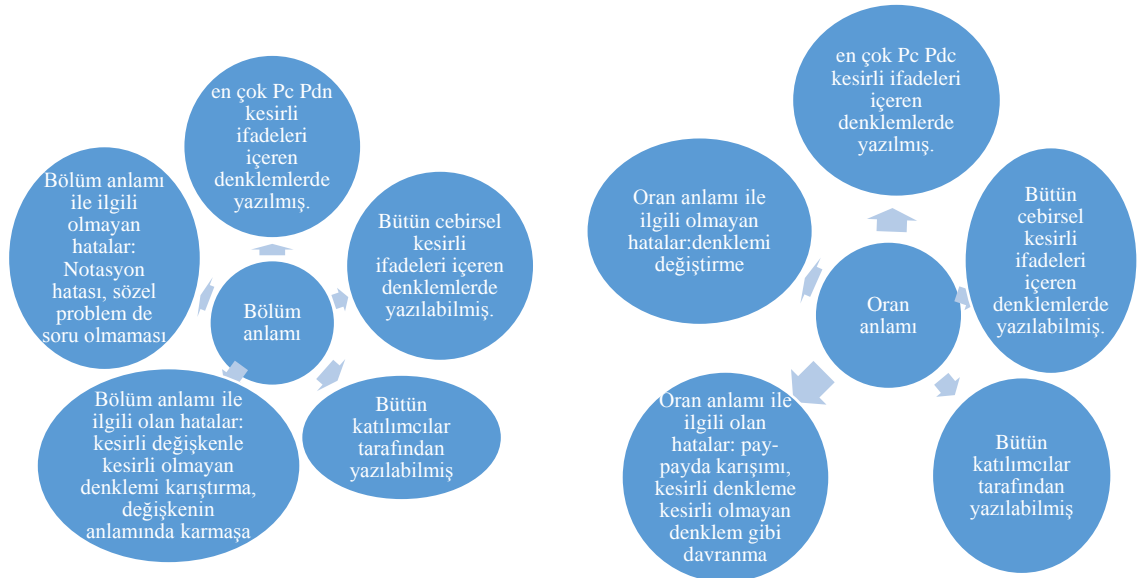 en çok Pc Pdn
kesirli
ifadeleri
içeren
denklemlerde
yazılmış.
Bölüm anlamı
ile ilgili
olmayan
hatalar:
Notasyon
hatası, sözel
problem de
soru olmaması
Bütün cebirsel
kesirli
ifadeleri içeren
denklemlerde
yazılabilmiş.
Bölüm
anlamı
Bölüm anlamı ile
ilgili olan hatalar:
kesirli değişkenle
kesirli olmayan
denklemi karıştırma,
değişkenin
anlamında karmaşa
Bütün
katılımcılar
tarafından
yazılabilmiş
en çok Pc Pdc
kesirli ifadeleri
içeren
denklemlerde
yazılmış.
Oran anlamı ile
ilgili olmayan
hatalar:denklemi
değiştirme
Bütün
cebirsel
kesirli
ifadeleri
içeren
denklemlerde
yazılabilmiş.
Oran
anlamı
Oran anlamı ile
ilgili olan
hatalar: pay-
payda karışımı,
kesirli denkleme
kesirli olmayan
denklem gibi
davranma
Bütün
katılımcılar
tarafından
yazılabilmiş